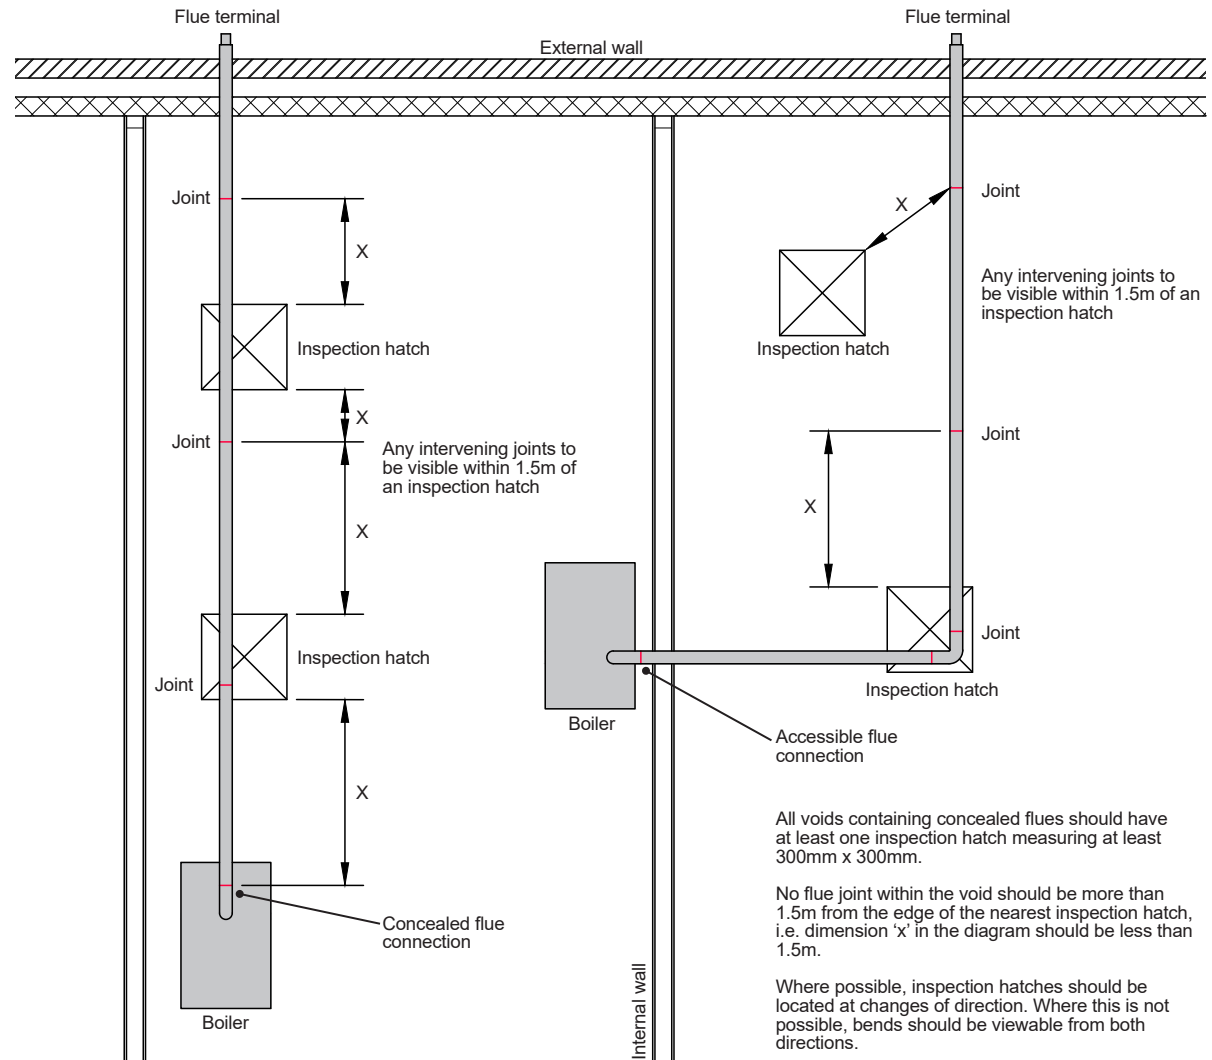 Flue terminal
Flue terminal
External wall
Joint
Joint
X
X
Any intervening joints to
be visible within 1.5m of an
inspection hatch
Inspection hatch
Inspection hatch
X
Joint
Joint
Any intervening joints to
be visible within 1.5m of
an inspection hatch
X
X
Joint
Inspection hatch
Joint
Inspection hatch
Boiler
Accessible flue
connection
X
All voids containing concealed flues should have
at least one inspection hatch measuring at least
300mm x 300mm.
No flue joint within the void should be more than
1.5m from the edge of the nearest inspection hatch,
i.e. dimension ‘x’ in the diagram should be less than
1.5m.
Concealed flue
connection
Where possible, inspection hatches should be
located at changes of direction. Where this is not
possible, bends should be viewable from both
directions.
Boiler
Internal wall